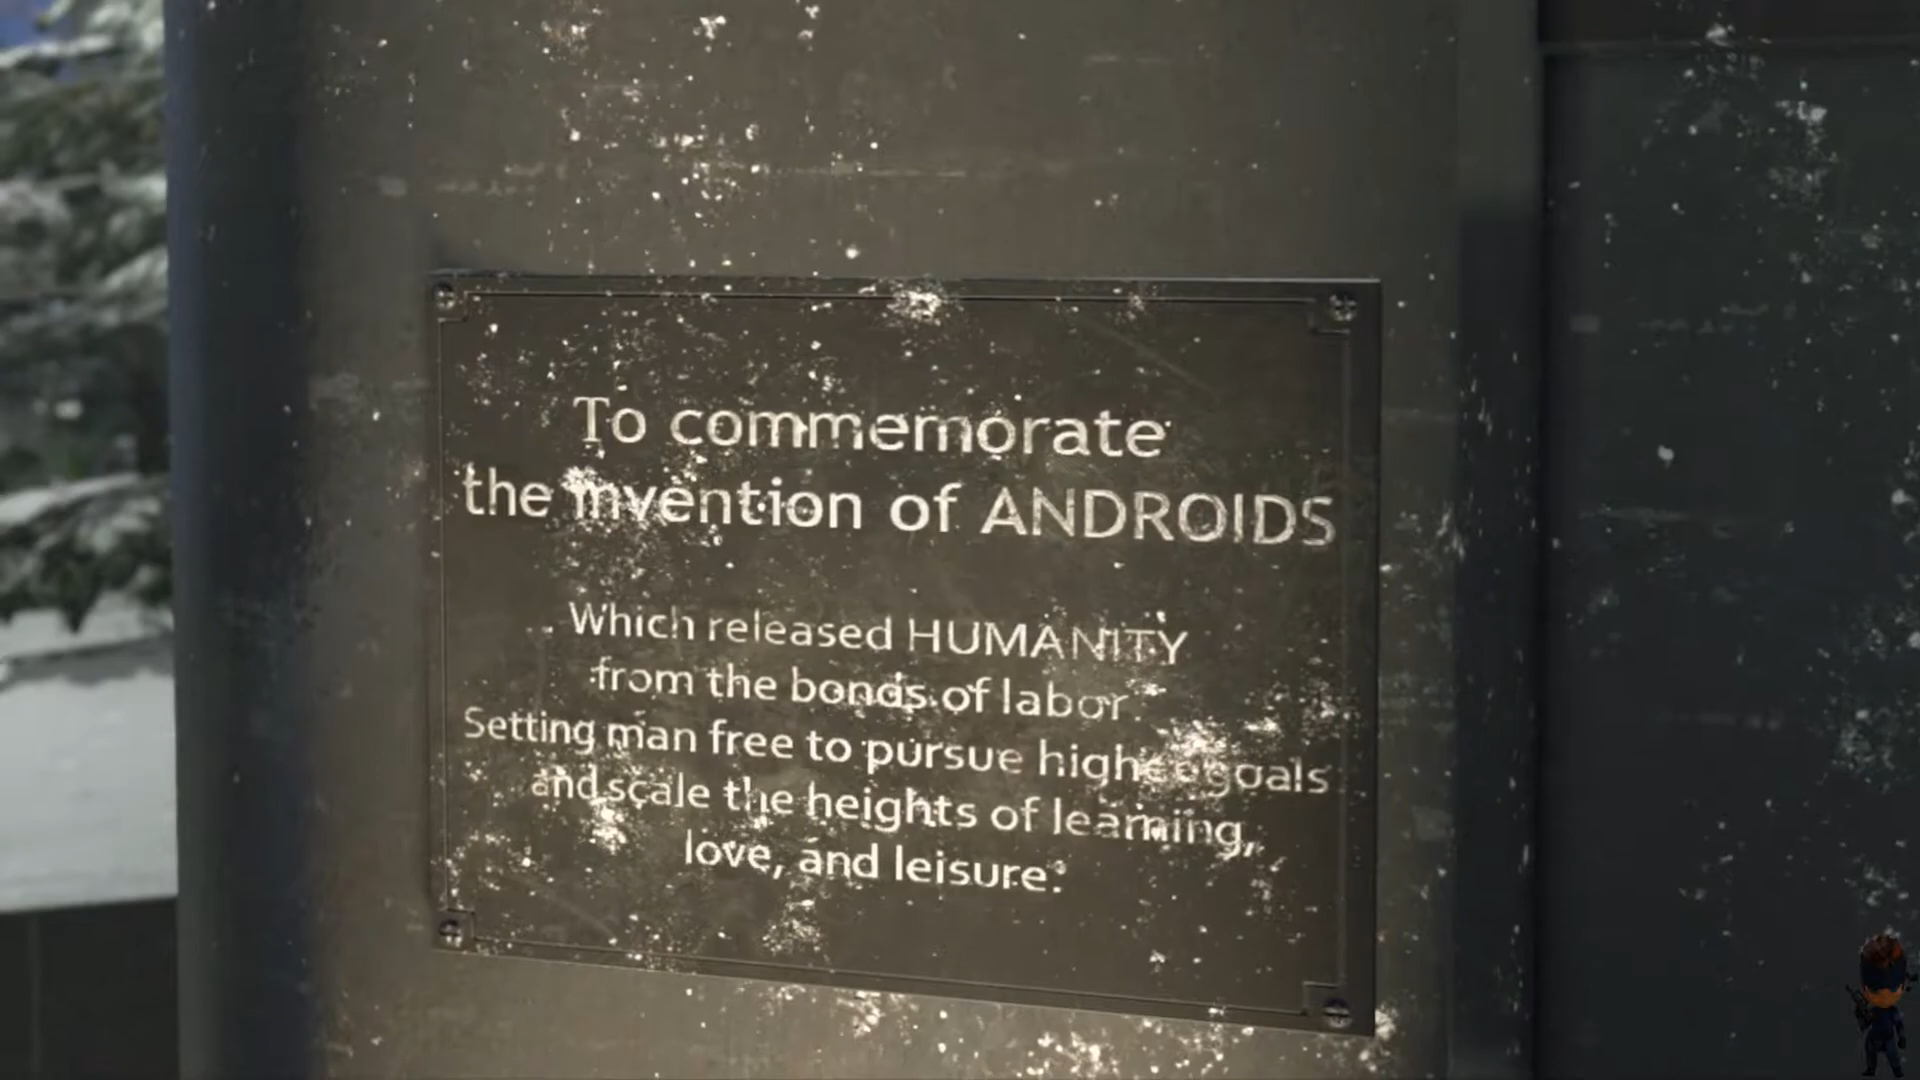 To commemorate
the invention of ANDROIDS
Which released HUMANITY
from the bonds of labor
Setting man free to pursue higher goals
and scale the heights of learning,
love, and leisure.